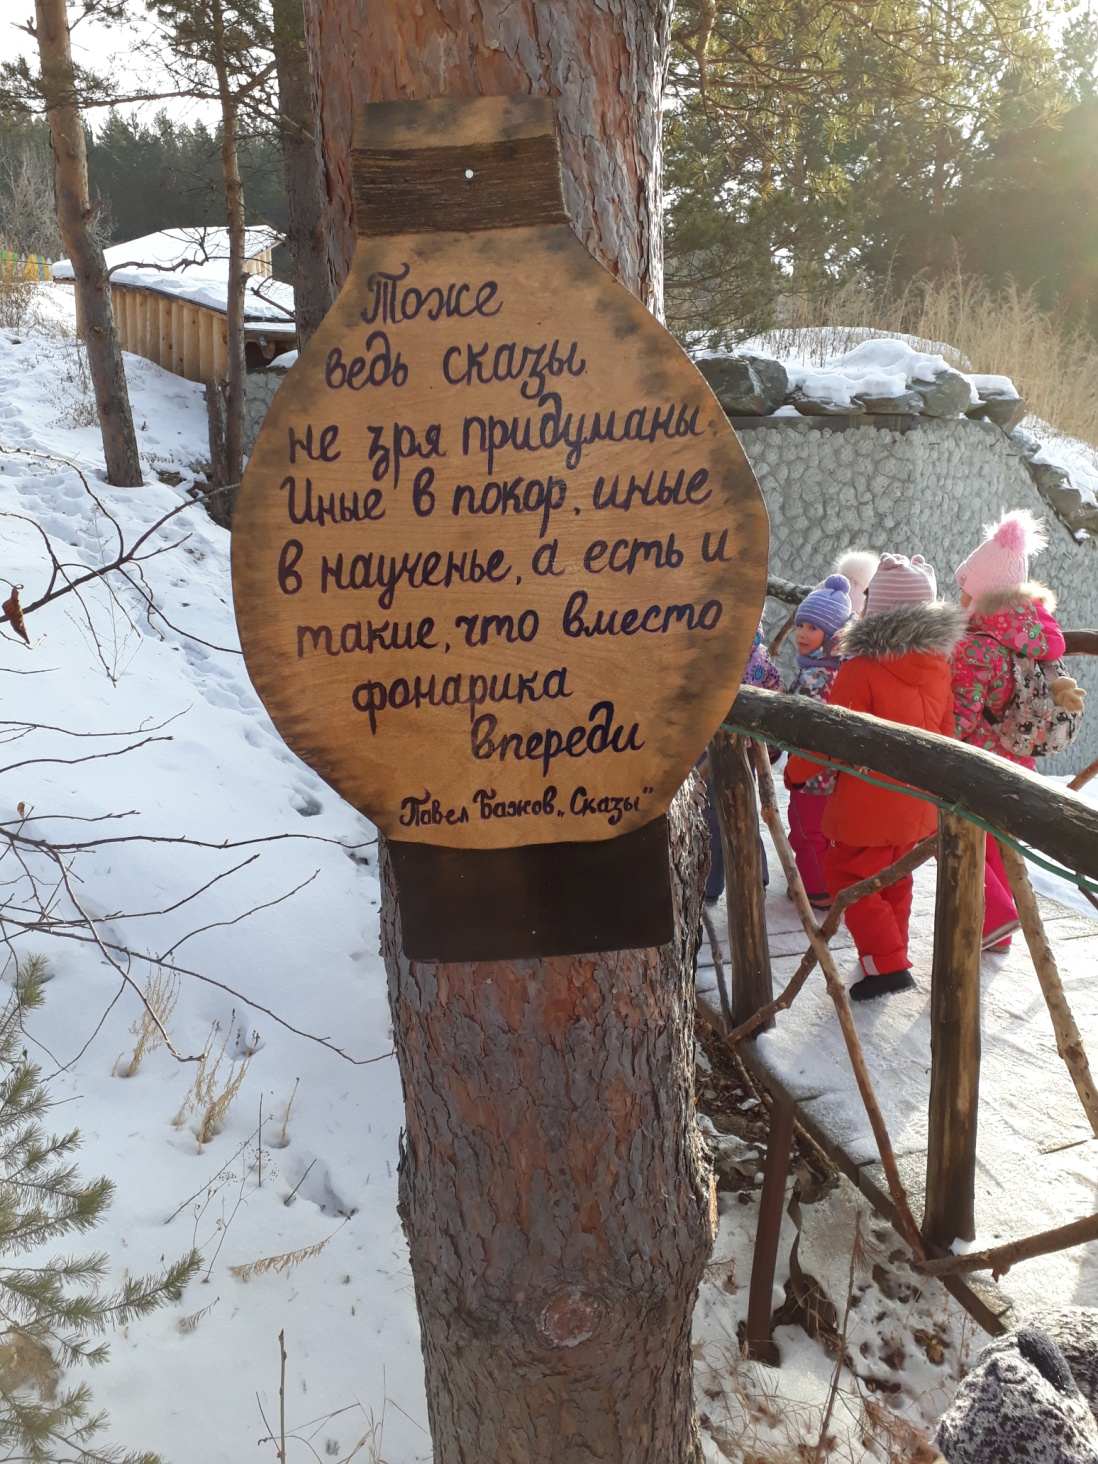 Тоже
ведь сказы
не зря придуманы.
Иные в покор, иные
в наученье, а есть и
такие, что вместо
фонарика
впереди
Павел Бажов „Сказы"